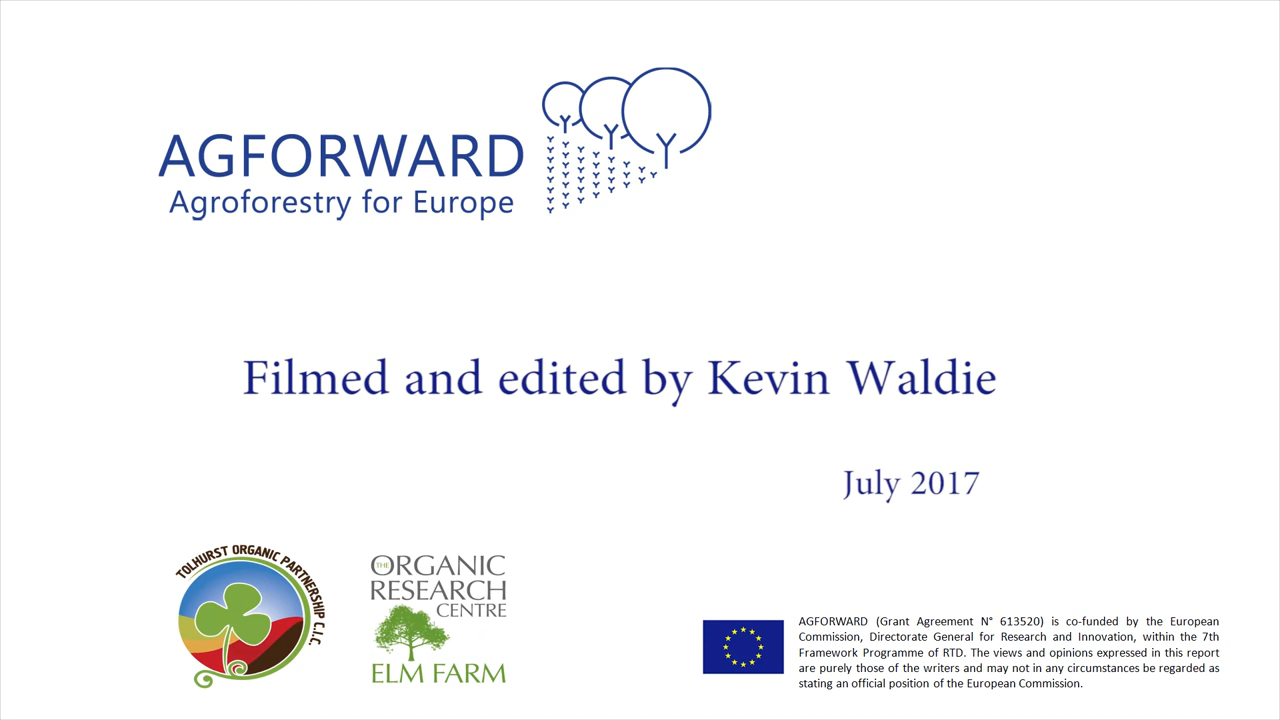 AGFORWARD
Agroforestry for Europe
Filmed and edited by Kevin Waldie
July 2017
TOLHURST ORGANIC PARTNERSHIP C.I.C.
THE ORGANIC
RESEARCH
CENTRE
ELM FARM
AGFORWARD (Grant Agreement N° 613520) is co-funded by the European
Commission, Directorate General for Research and Innovation, within the 7th
Framework Programme of RTD. The views and opinions expressed in this report
are purely those of the writers and may not in any circumstances be regarded as
stating an official position of the European Commission.